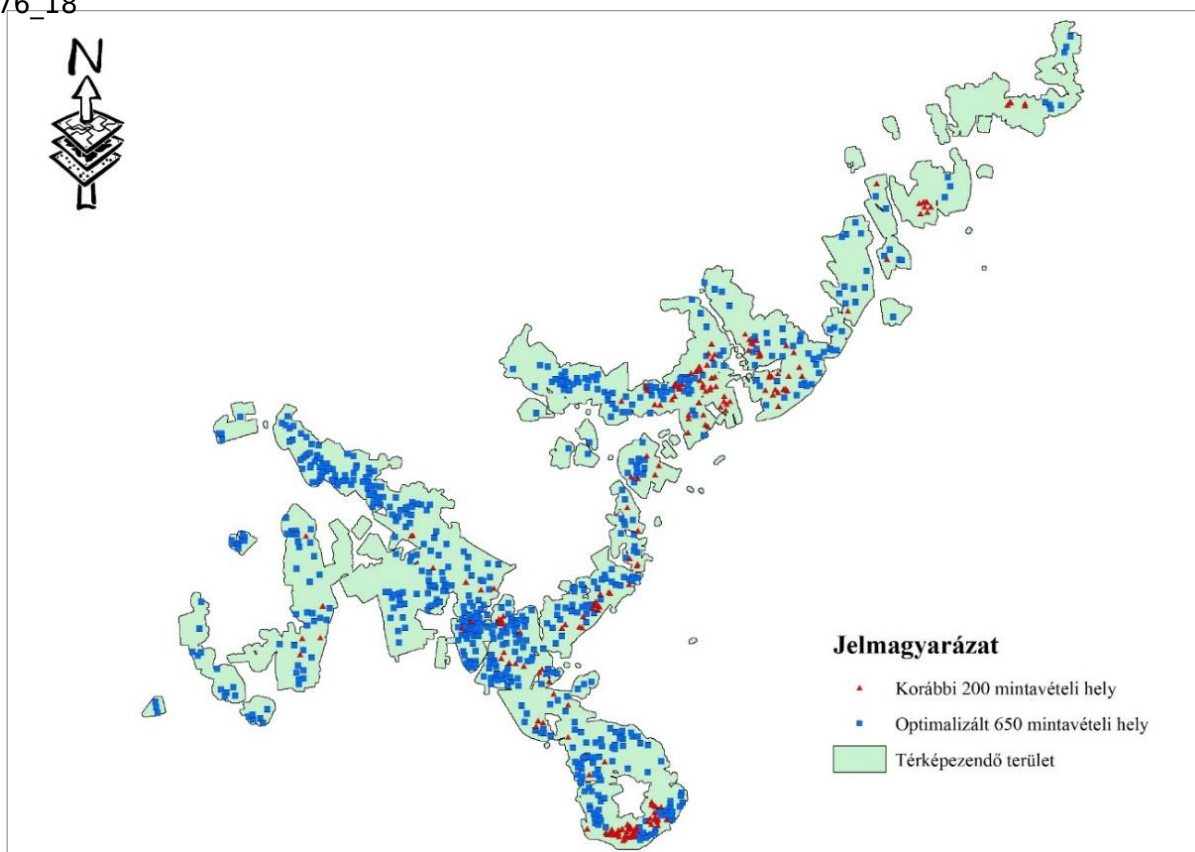 76_18
N
Jelmagyarázat
Korábbi 200 mintavételi hely
Optimalizált 650 mintavételi hely
Térképezendő terület